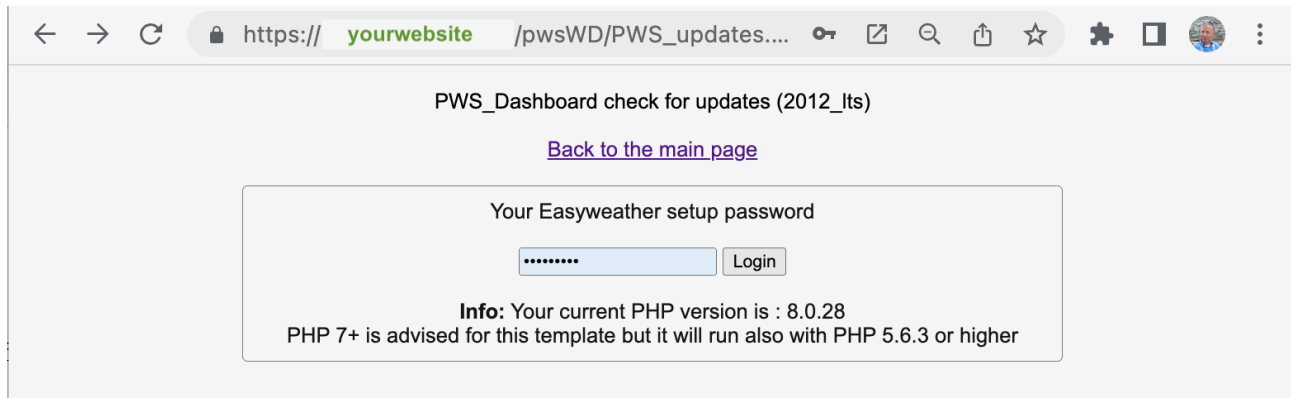 https:// yourwebsite /pwsWD/PWS_updates....
PWS_Dashboard check for updates (2012_lts)
Back to the main page
Your Easyweather setup password
••••••••• Login
Info: Your current PHP version is : 8.0.28
PHP 7+ is advised for this template but it will run also with PHP 5.6.3 or higher